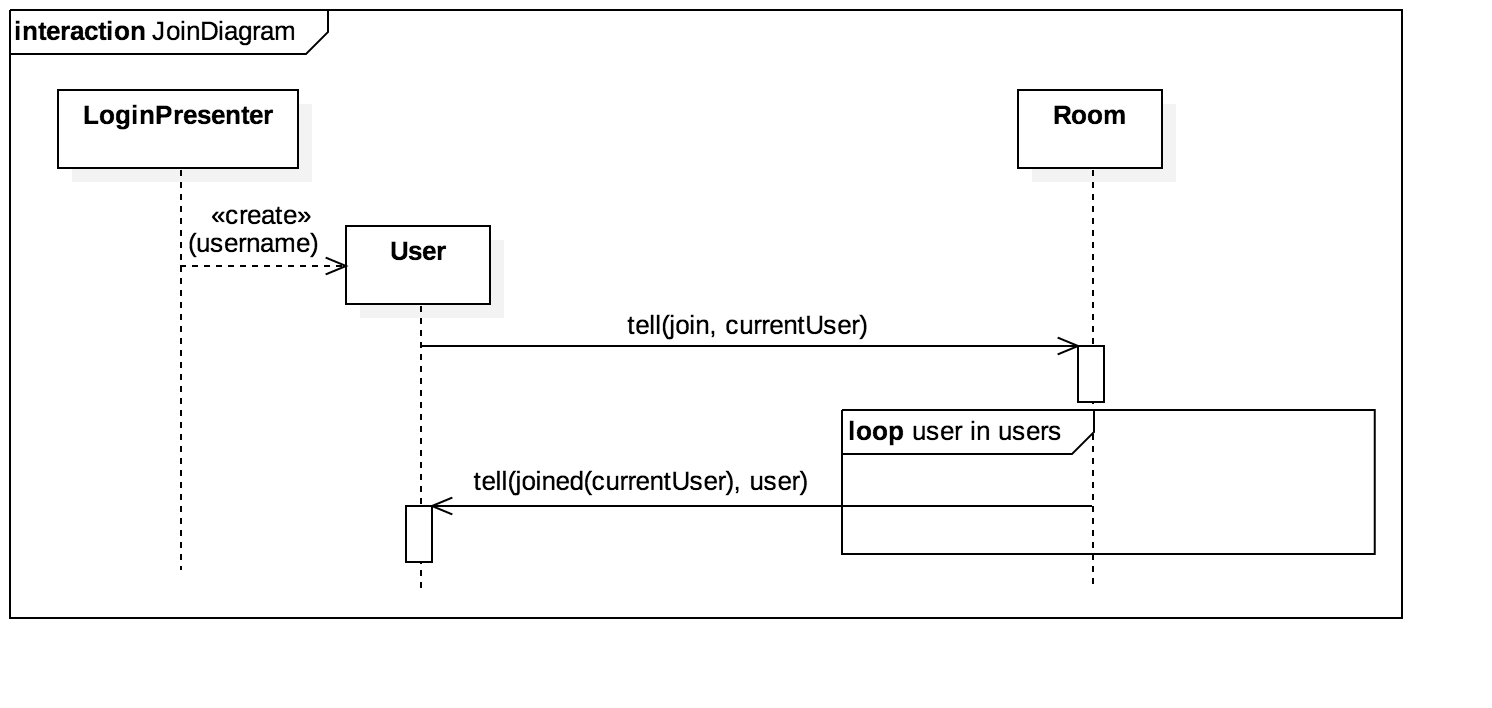 interaction JoinDiagram
LoginPresenter
Room
«create»
(username)
User
tell(join, currentUser)
loop user in users
tell(joined(currentUser), user)